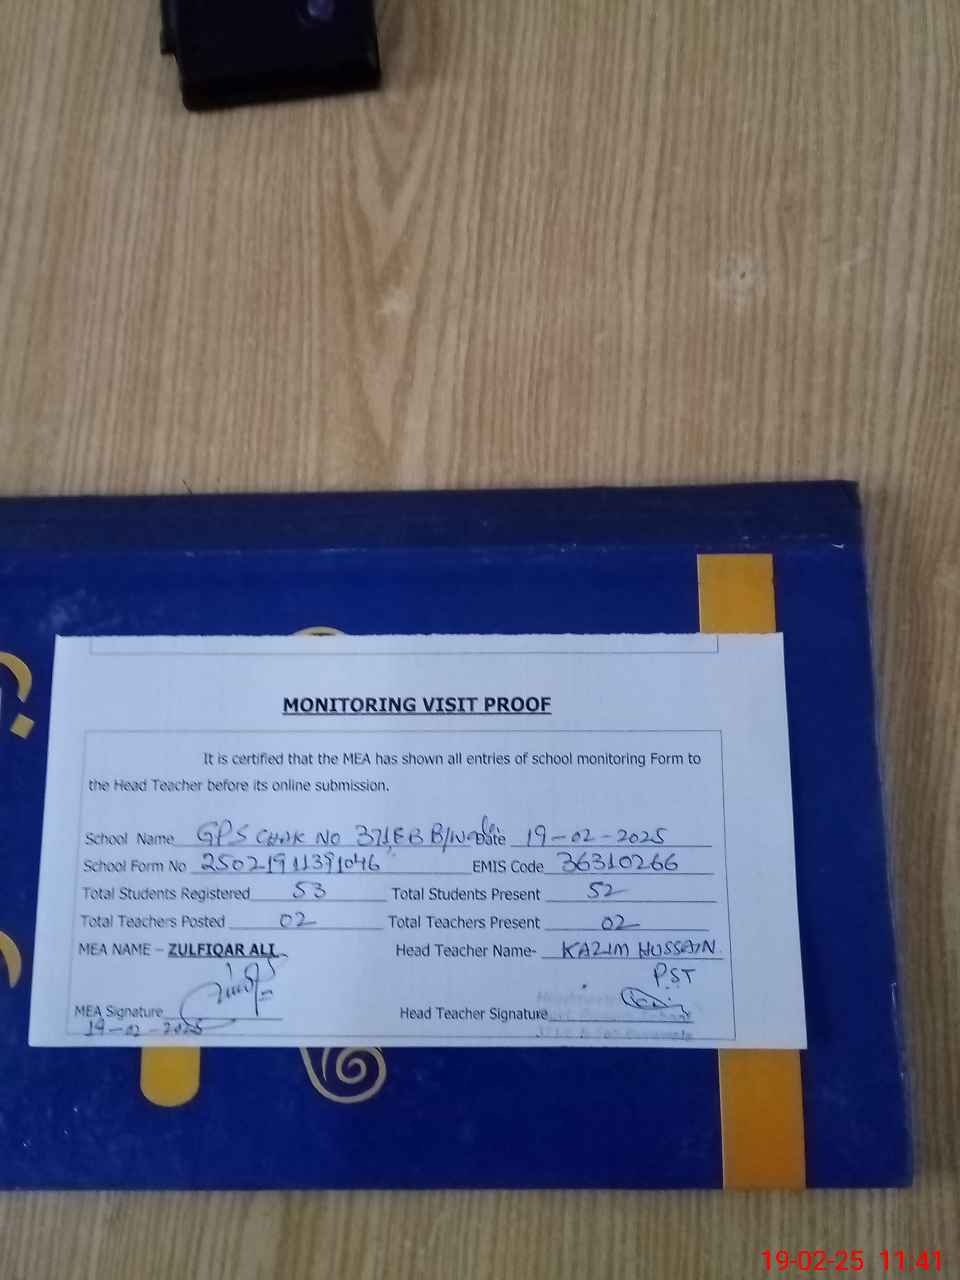 MONITORING VISIT PROOF
It is certified that the MEA has shown all entries of school monitoring Form to
the Head Teacher before its online submission.
School Name GPS CHAK NO 371EB Date 19-02-2025
School Form No 25021911391046 EMIS Code 36310266
Total Students Registered 53 Total Students Present 52
Total Teachers Posted 02 Total Teachers Present 02
MEA NAME – ZULFIQAR ALI Head Teacher Name- KAZIM HUSSAIN
PST
MEA Signature Head Teacher Signature
19-02-2025
19-02-25 11:41